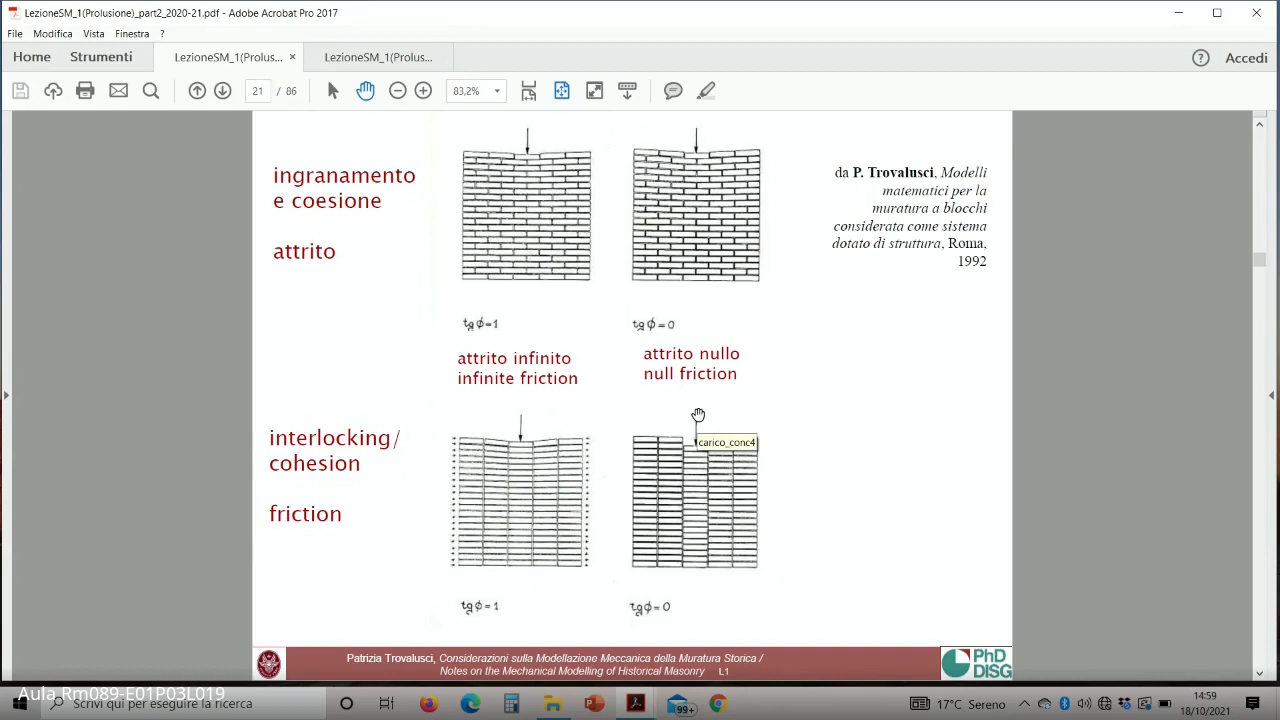 LezioneSM_1(Prolusione)_part2_2020-21.pdf - Adobe Acrobat Pro 2017
File Modifica Vista Finestra ?
Home Strumenti LezioneSM_1(Prolus... × LezioneSM_1(Prolus... ? Accedi
21 / 86 83,2%
ingranamento
e coesione
attrito
da P. Trovalusci, Modelli
matematici per la
muratura a blocchi
considerata come sistema
dotato di struttura, Roma,
1992
tg ϕ=1 tg ϕ=0
attrito infinito
infinite friction
attrito nullo
null friction
carico_conc4
interlocking/
cohesion
friction
tg ϕ=1 tg ϕ=0
Patrizia Trovalusci, Considerazioni sulla Modellazione Meccanica della Muratura Storica /
Notes on the Mechanical Modelling of Historical Masonry L1
PhD
DISG
Aula Rm089-E01P03L019
Scrivi qui per eseguire la ricerca
99+
17°C Sereno
14:59
18/10/2021